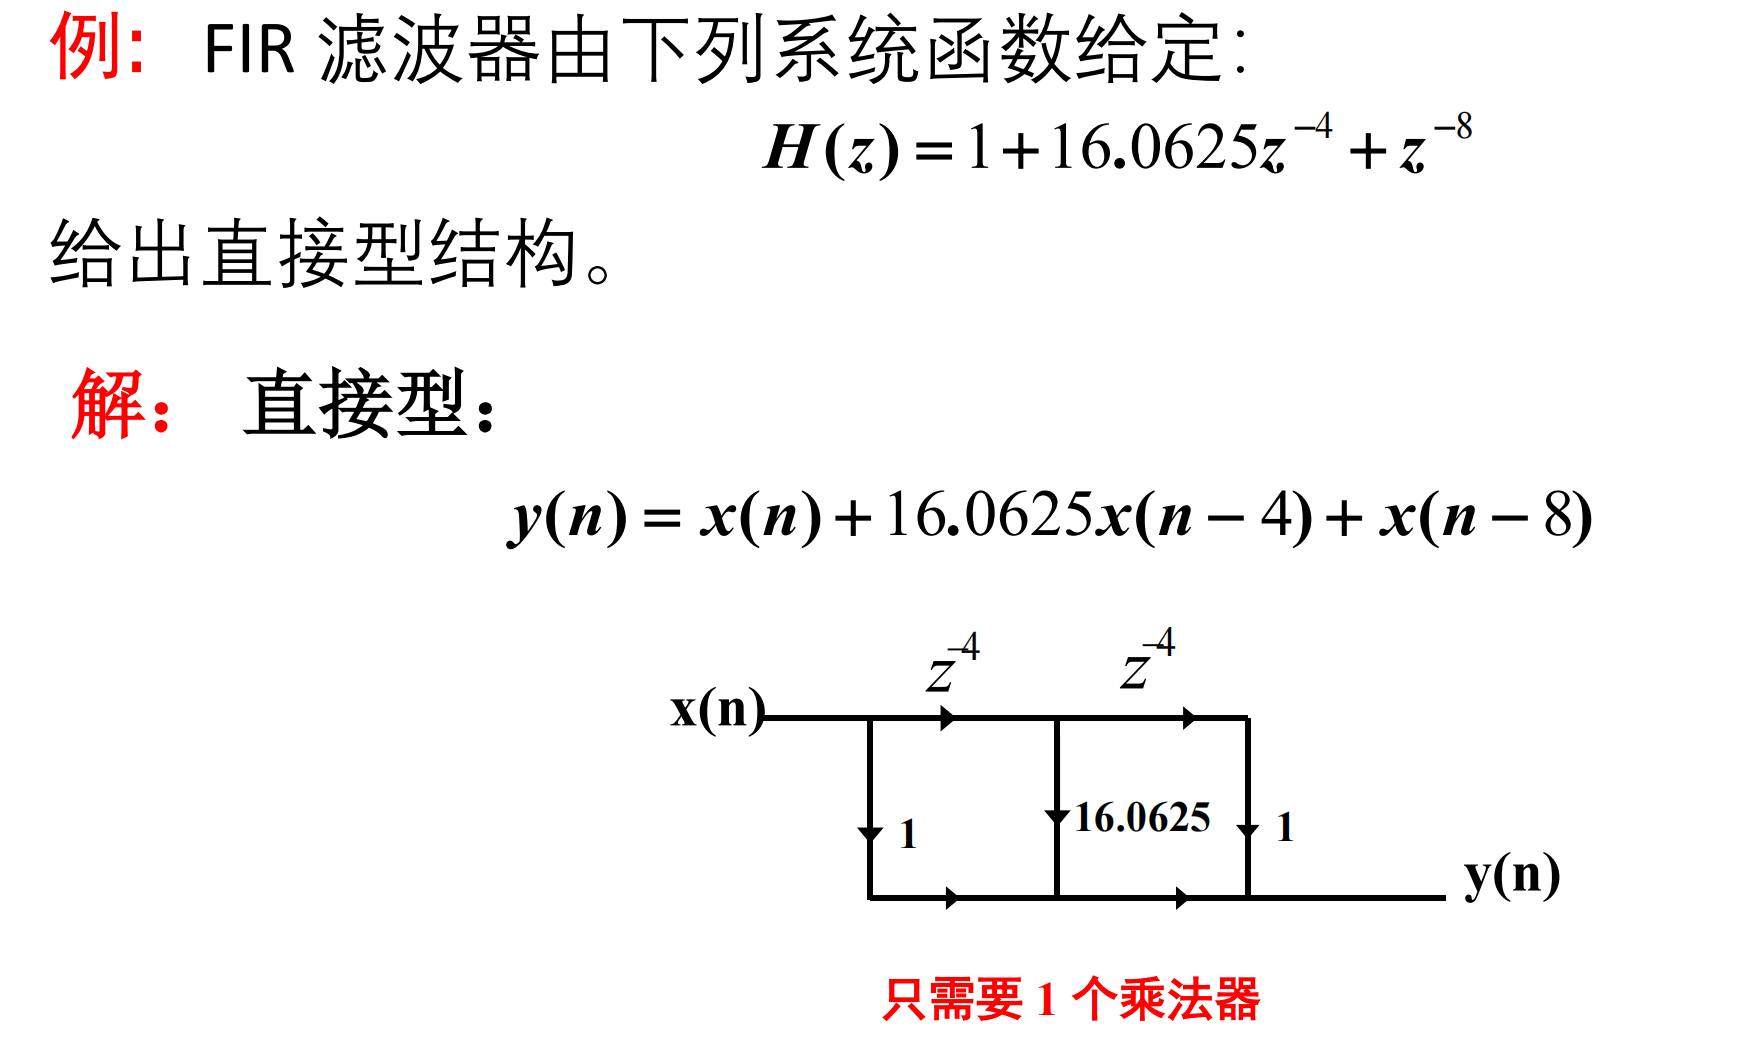 例： FIR 滤波器由下列系统函数给定：
H(z) = 1+16.0625z⁻⁴ + z⁻⁸
给出直接型结构。
解： 直接型：
y(n) = x(n)+16.0625x(n − 4)+ x(n − 8)
z⁻⁴ z⁻⁴
x(n)
1 16.0625 1
y(n)
只需要 1 个乘法器